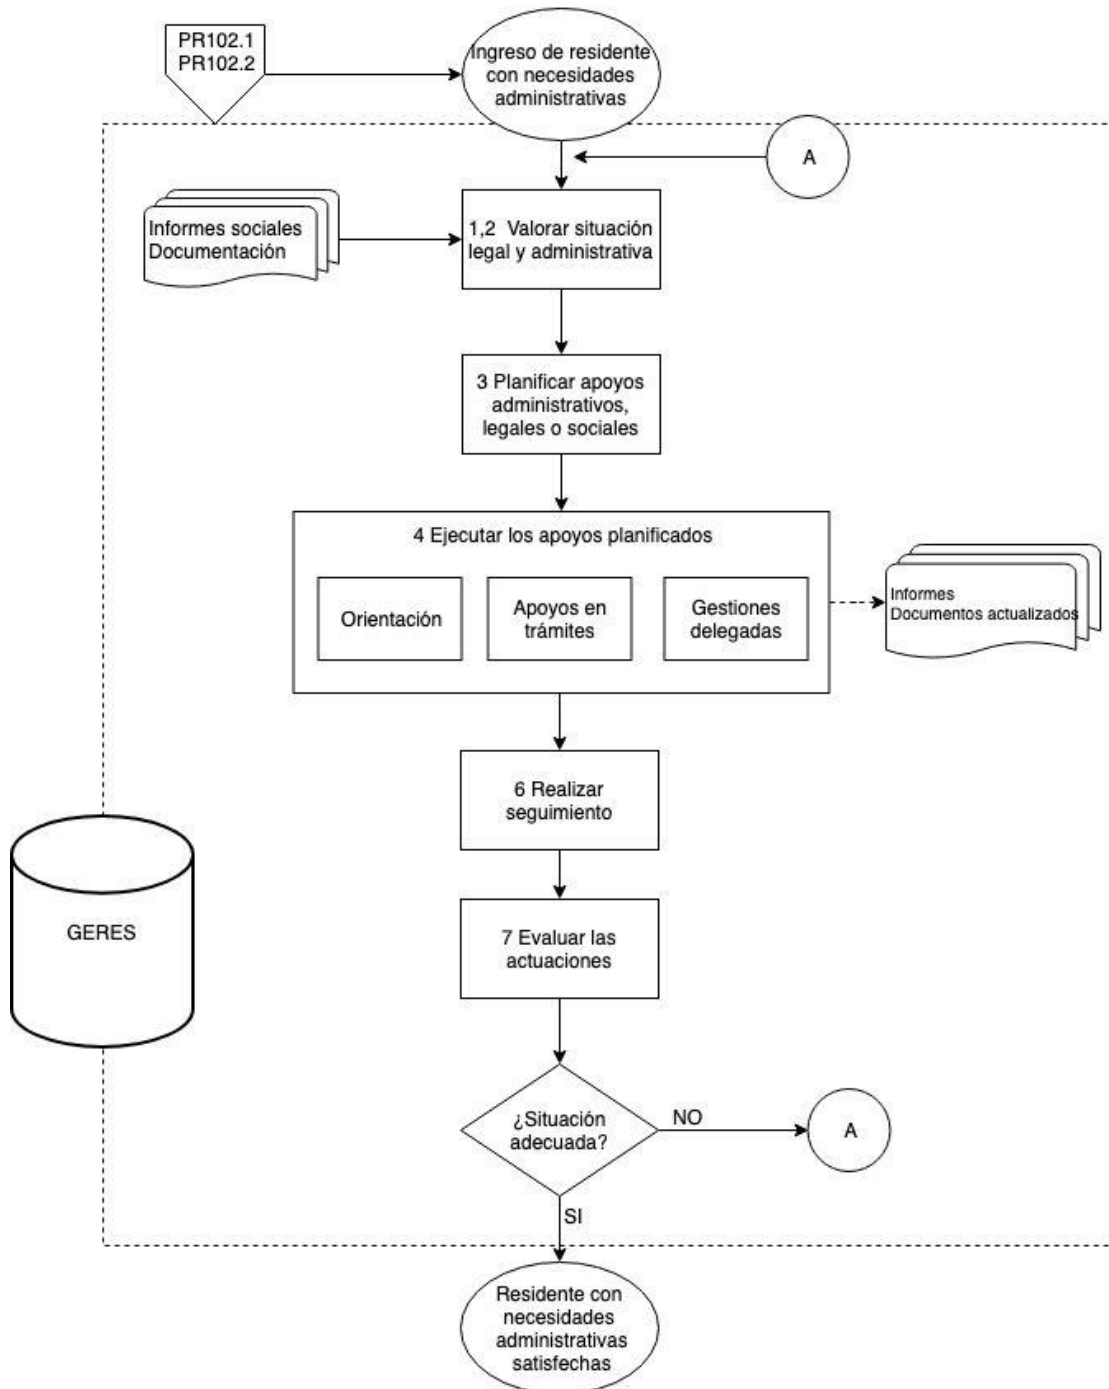 PR102.1
PR102.2
Ingreso de residente
con necesidades
administrativas
A
Informes sociales
Documentación
1,2 Valorar situación
legal y administrativa
3 Planificar apoyos
administrativos,
legales o sociales
4 Ejecutar los apoyos planificados
Orientación
Apoyos en
trámites
Gestiones
delegadas
Informes
Documentos actualizados
6 Realizar
seguimiento
GERES
7 Evaluar las
actuaciones
¿Situación
adecuada?
NO
A
SI
Residente con
necesidades
administrativas
satisfechas